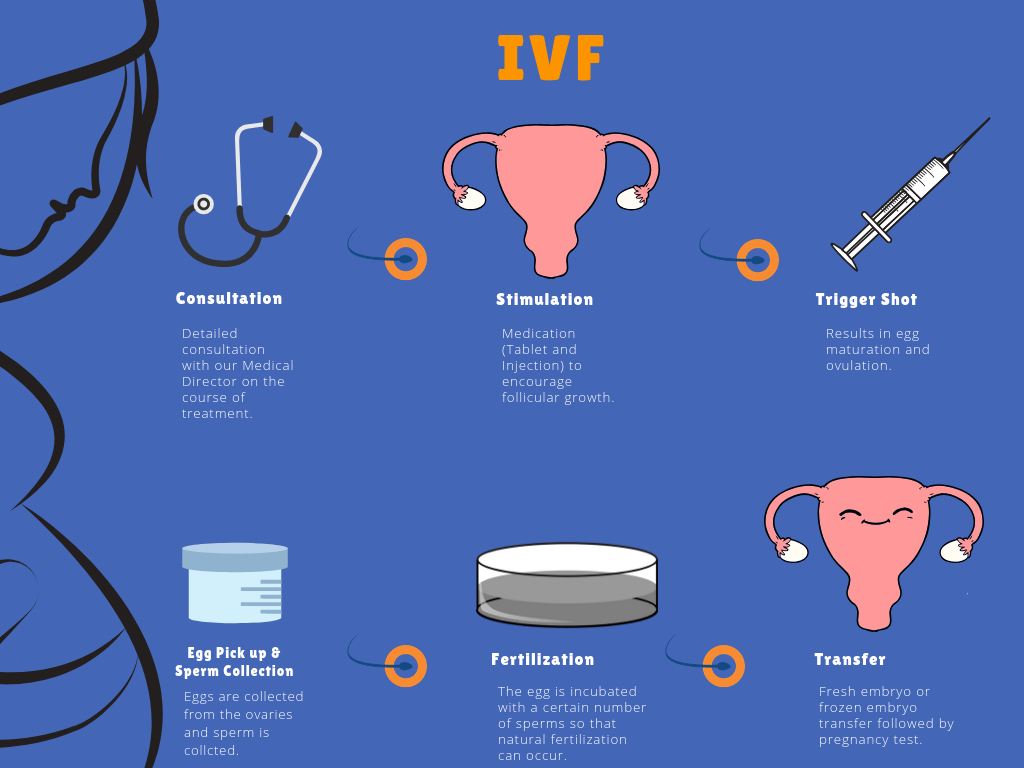 IVF
Consultation
Detailed
consultation
with our Medical
Director on the
course of
treatment.
Stimulation
Medication
(Tablet and
Injection) to
encourage
follicular growth.
Trigger Shot
Results in egg
maturation and
ovulation.
Egg Pick up &
Sperm Collection
Eggs are collected
from the ovaries
and sperm is
collcted.
Fertilization
The egg is incubated
with a certain number
of sperms so that
natural fertilization
can occur.
Transfer
Fresh embryo or
frozen embryo
transfer followed by
pregnancy test.